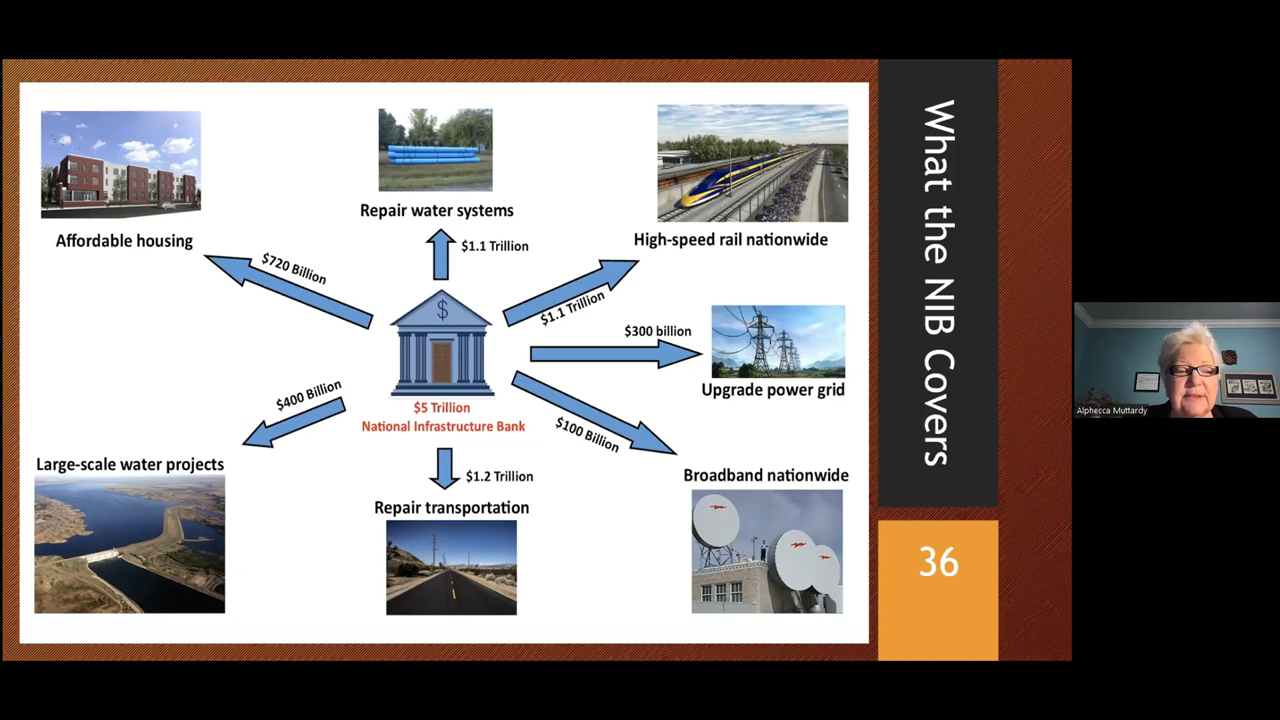 Affordable housing
$720 Billion
Repair water systems
$1.1 Trillion
High-speed rail nationwide
$1.1 Trillion
$300 billion
Upgrade power grid
$
$5 Trillion
National Infrastructure Bank
$400 Billion
Large-scale water projects
$1.2 Trillion
Repair transportation
$100 Billion
Broadband nationwide
What the NIB Covers
36
Alphecca Muttardy